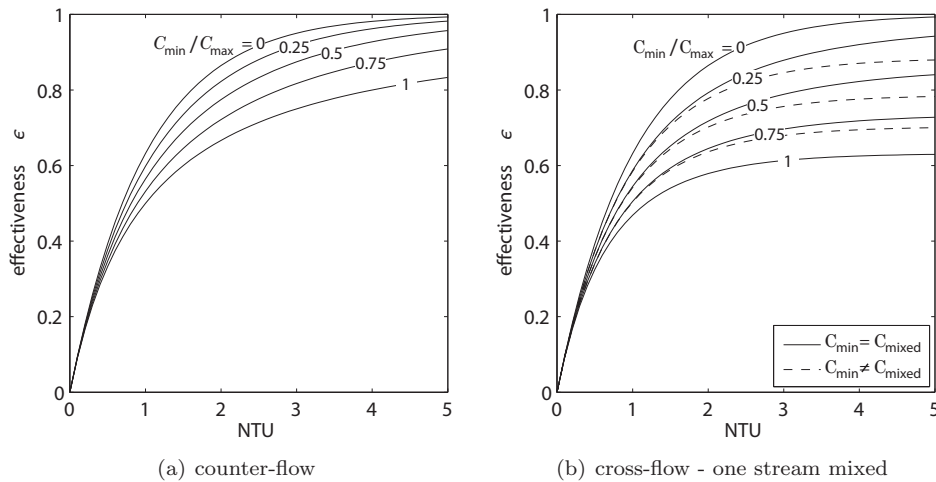 1
0.8
0.6
0.4
0.2
0
effectiveness ϵ
C_min/C_max = 0
0.25
0.5
0.75
1
0 1 2 3 4 5
NTU
(a) counter-flow
1
0.8
0.6
0.4
0.2
0
effectiveness ϵ
C_min/C_max = 0
0.25
0.5
0.75
1
C_min = C_mixed
C_min ≠ C_mixed
0 1 2 3 4 5
NTU
(b) cross-flow - one stream mixed